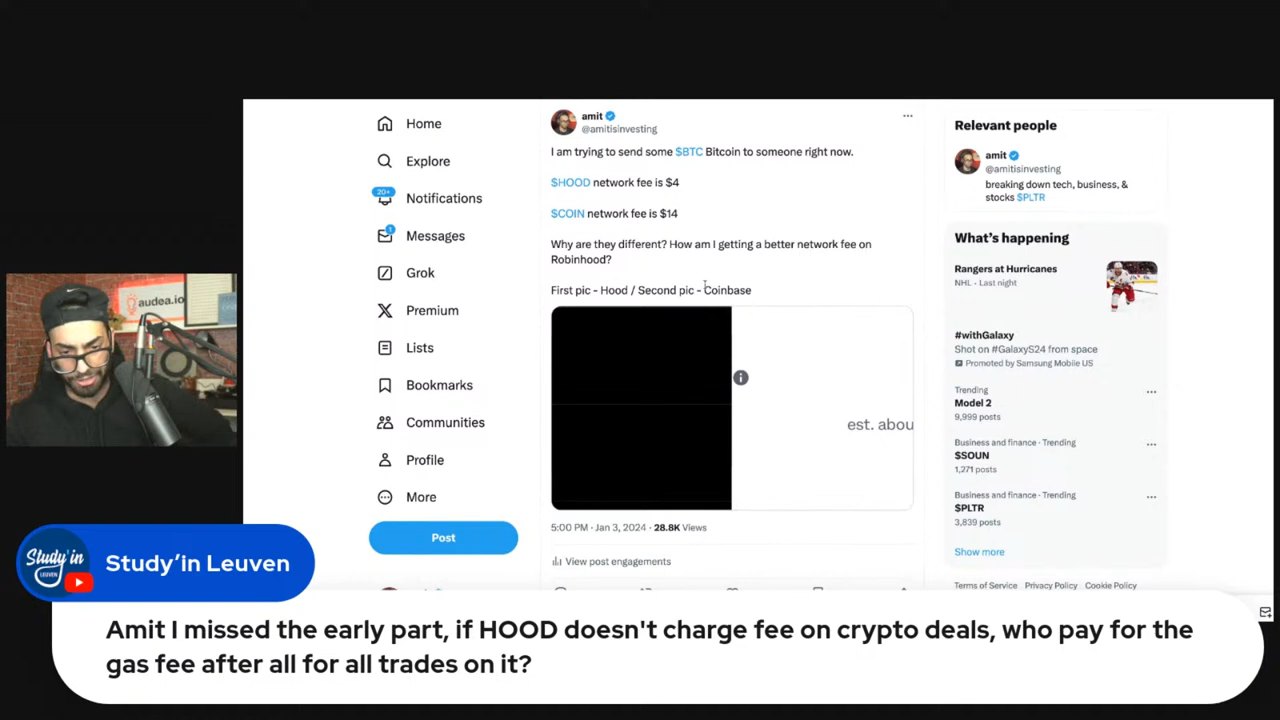 audea.io
Home
Explore
20+
Notifications
1
Messages
Grok
Premium
Lists
Bookmarks
Communities
Profile
More
Post
amit
@amitisinvesting
I am trying to send some $BTC Bitcoin to someone right now.
$HOOD network fee is $4
$COIN network fee is $14
Why are they different? How am I getting a better network fee on
Robinhood?
First pic - Hood / Second pic - Coinbase
est. abou
5:00 PM · Jan 3, 2024 · 28.8K Views
View post engagements
Relevant people
amit
@amitisinvesting
breaking down tech, business, &
stocks $PLTR
What's happening
Rangers at Hurricanes
NHL · Last night
#withGalaxy
Shot on #GalaxyS24 from space
Promoted by Samsung Mobile US
Trending
Model 2
9,999 posts
Business and finance · Trending
$SOUN
1,271 posts
Business and finance · Trending
$PLTR
3,839 posts
Show more
Terms of Service Privacy Policy Cookie Policy
Study'in
LEUVEN
Study'in Leuven
Amit I missed the early part, if HOOD doesn't charge fee on crypto deals, who pay for the
gas fee after all for all trades on it?